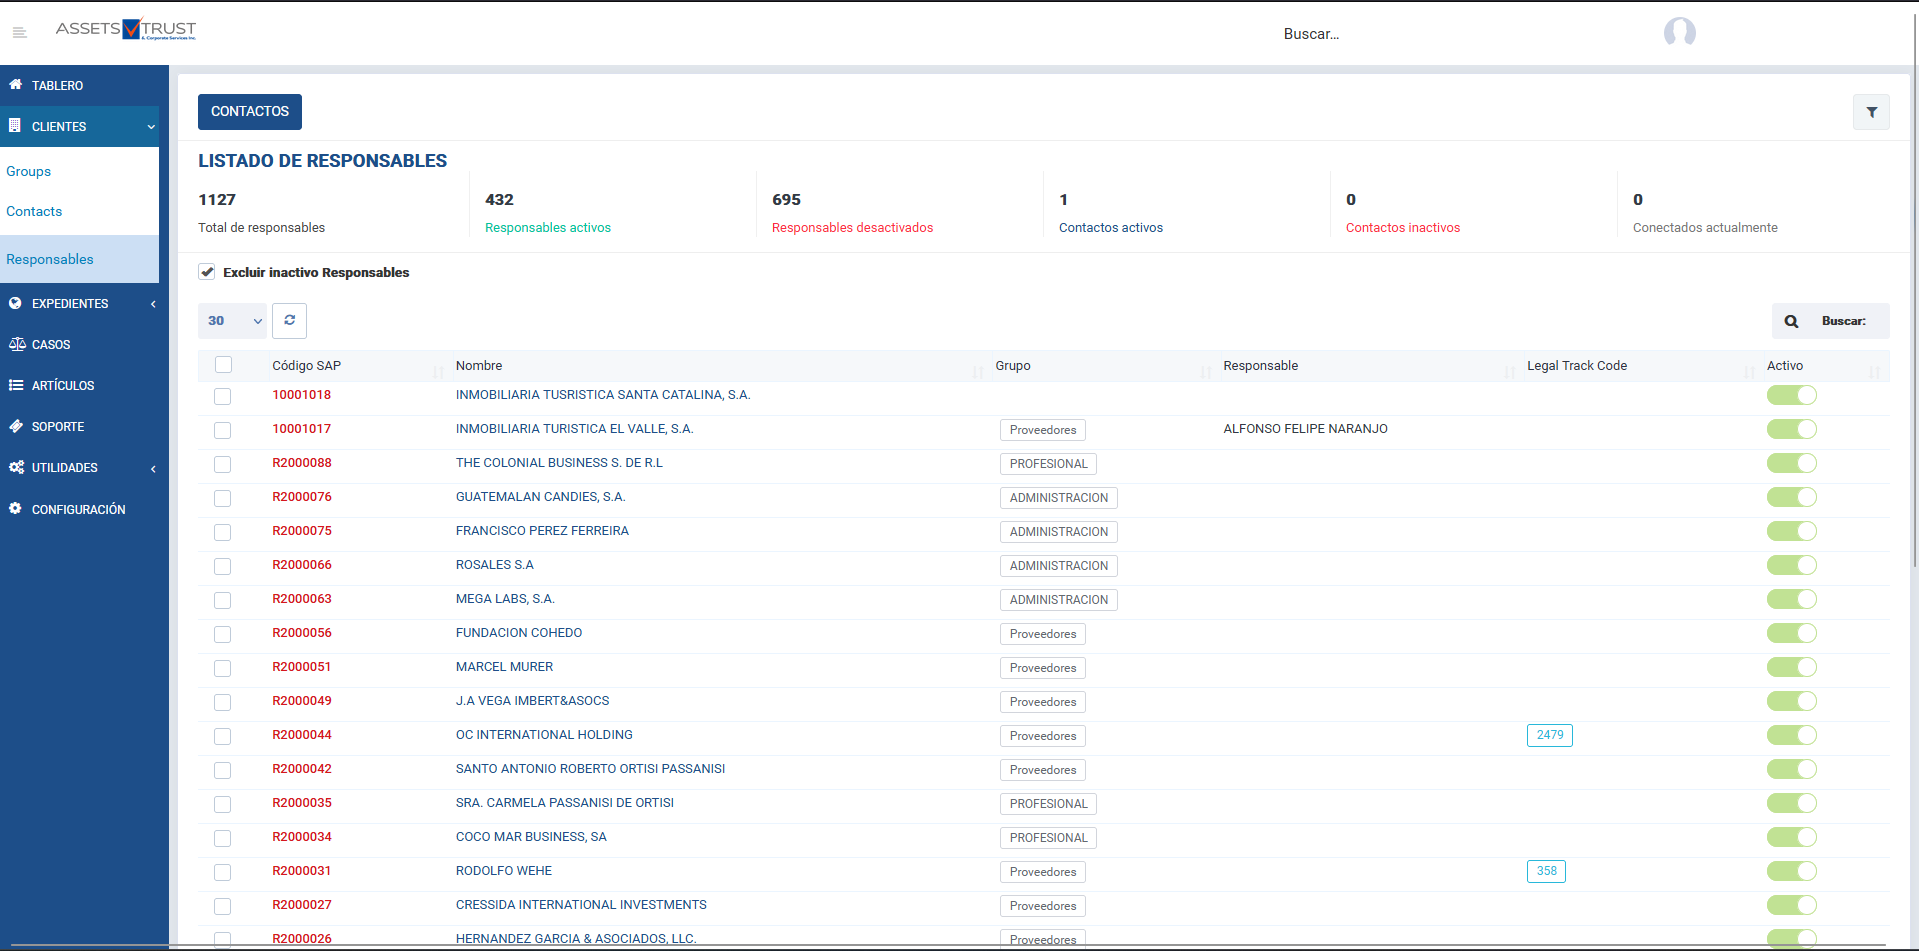 ASSETS TRUST
& Corporate Services Inc.
Buscar...
TABLERO
CLIENTES
Groups
Contacts
Responsables
EXPEDIENTES
CASOS
ARTÍCULOS
SOPORTE
UTILIDADES
CONFIGURACIÓN
CONTACTOS
LISTADO DE RESPONSABLES
1127 432 695 1 0 0
Total de responsables Responsables activos Responsables desactivados Contactos activos Contactos inactivos Conectados actualmente
Excluir inactivo Responsables
30 Buscar:
Código SAP Nombre Grupo Responsable Legal Track Code Activo
10001018 INMOBILIARIA TUSRISTICA SANTA CATALINA, S.A.
10001017 INMOBILIARIA TURISTICA EL VALLE, S.A. Proveedores ALFONSO FELIPE NARANJO
R2000088 THE COLONIAL BUSINESS S. DE R.L PROFESIONAL
R2000076 GUATEMALAN CANDIES, S.A. ADMINISTRACION
R2000075 FRANCISCO PEREZ FERREIRA ADMINISTRACION
R2000066 ROSALES S.A ADMINISTRACION
R2000063 MEGA LABS, S.A. ADMINISTRACION
R2000056 FUNDACION COHEDO Proveedores
R2000051 MARCEL MURER Proveedores
R2000049 J.A VEGA IMBERT&ASOCS Proveedores
R2000044 OC INTERNATIONAL HOLDING Proveedores 2479
R2000042 SANTO ANTONIO ROBERTO ORTISI PASSANISI Proveedores
R2000035 SRA. CARMELA PASSANISI DE ORTISI PROFESIONAL
R2000034 COCO MAR BUSINESS, SA PROFESIONAL
R2000031 RODOLFO WEHE Proveedores 358
R2000027 CRESSIDA INTERNATIONAL INVESTMENTS Proveedores
R2000026 HERNANDEZ GARCIA & ASOCIADOS, LLC. Proveedores